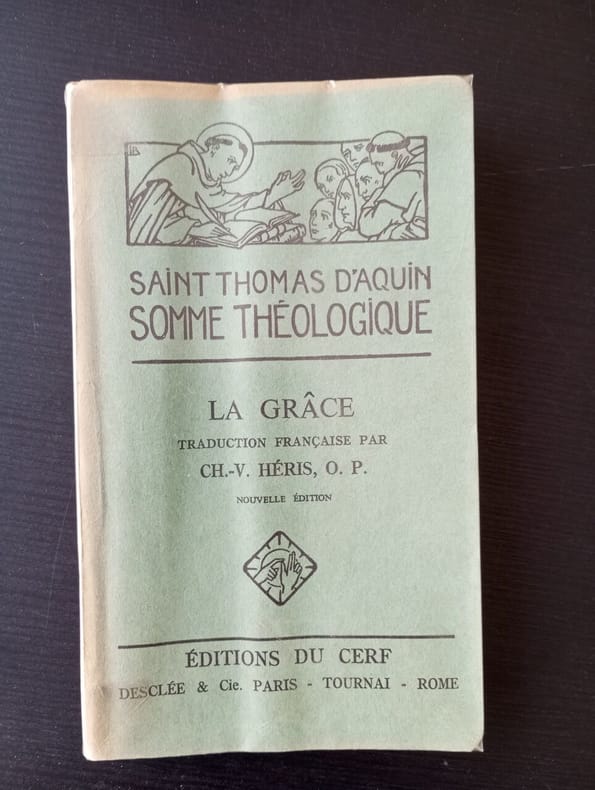 SAINT THOMAS D'AQUIN
SOMME THÉOLOGIQUE
LA GRÂCE
TRADUCTION FRANÇAISE PAR
CH.-V. HÉRIS, O. P.
NOUVELLE ÉDITION
ÉDITIONS DU CERF
DESCLÉE & Cie. PARIS - TOURNAI - ROME